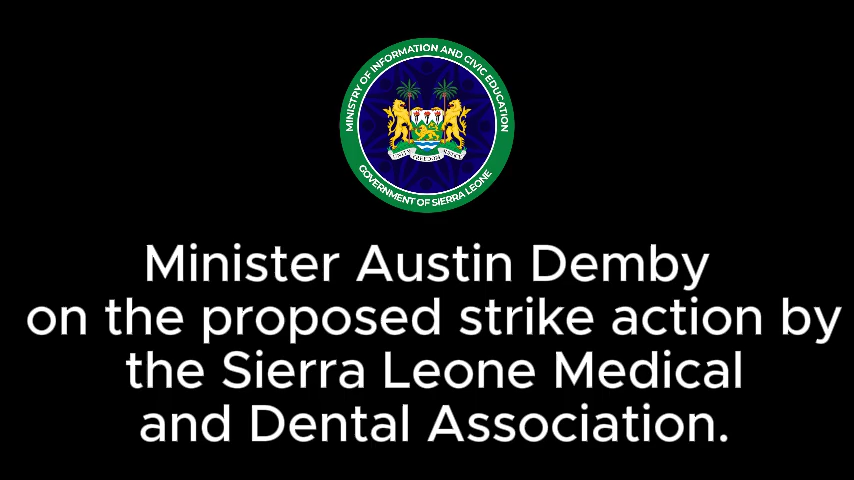 MINISTRY OF INFORMATION AND CIVIC EDUCATION
GOVERNMENT OF SIERRA LEONE
Minister Austin Demby
on the proposed strike action by
the Sierra Leone Medical
and Dental Association.